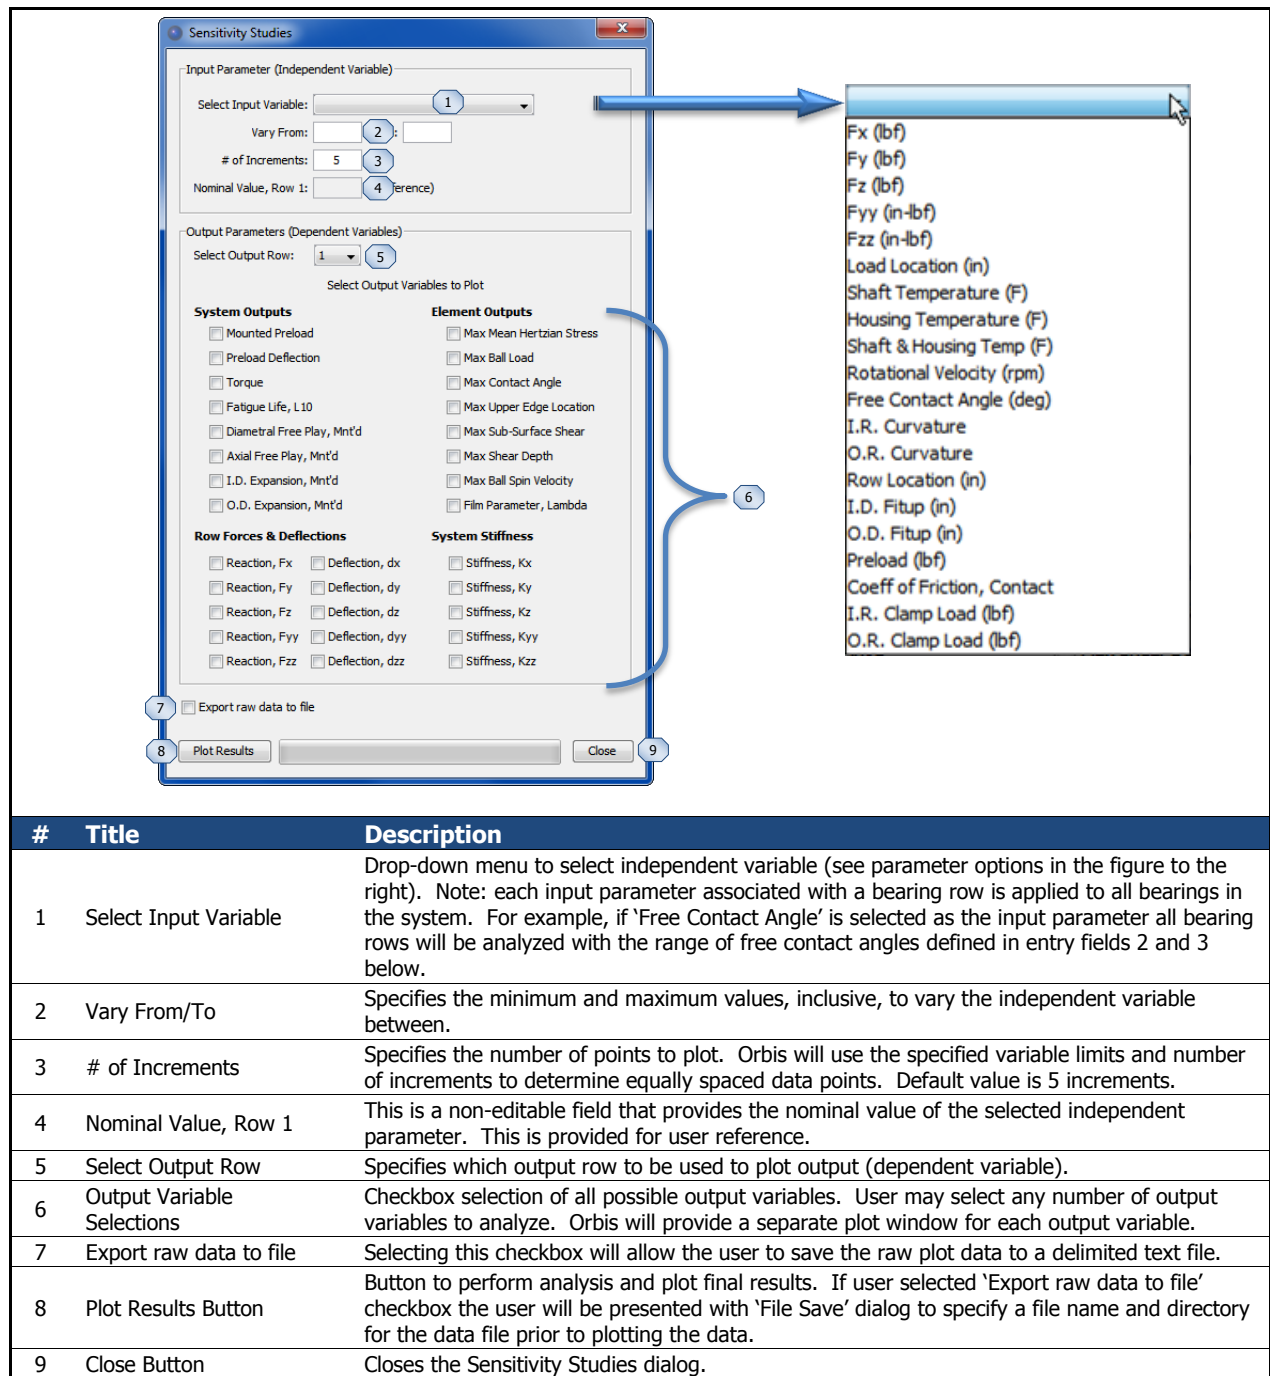 Sensitivity Studies
x
Input Parameter (Independent Variable)
Select Input Variable:
1
Vary From:
2
:
# of Increments:
5
3
Nominal Value, Row 1:
4
erence)
Output Parameters (Dependent Variables)
Select Output Row:
1
5
Select Output Variables to Plot
System Outputs
Mounted Preload
Preload Deflection
Torque
Fatigue Life, L10
Diametral Free Play, Mnt'd
Axial Free Play, Mnt'd
I.D. Expansion, Mnt'd
O.D. Expansion, Mnt'd
Element Outputs
Max Mean Hertzian Stress
Max Ball Load
Max Contact Angle
Max Upper Edge Location
Max Sub-Surface Shear
Max Shear Depth
Max Ball Spin Velocity
Film Parameter, Lambda
6
Row Forces & Deflections
Reaction, Fx Deflection, dx
Reaction, Fy Deflection, dy
Reaction, Fz Deflection, dz
Reaction, Fyy Deflection, dyy
Reaction, Fzz Deflection, dzz
System Stiffness
Stiffness, Kx
Stiffness, Ky
Stiffness, Kz
Stiffness, Kyy
Stiffness, Kzz
7
Export raw data to file
8
Plot Results
Close
9
Fx (lbf)
Fy (lbf)
Fz (lbf)
Fyy (in-lbf)
Fzz (in-lbf)
Load Location (in)
Shaft Temperature (F)
Housing Temperature (F)
Shaft & Housing Temp (F)
Rotational Velocity (rpm)
Free Contact Angle (deg)
I.R. Curvature
O.R. Curvature
Row Location (in)
I.D. Fitup (in)
O.D. Fitup (in)
Preload (lbf)
Coeff of Friction, Contact
I.R. Clamp Load (lbf)
O.R. Clamp Load (lbf)
# Title Description
1 Select Input Variable
Drop-down menu to select independent variable (see parameter options in the figure to the
right). Note: each input parameter associated with a bearing row is applied to all bearings in
the system. For example, if ‘Free Contact Angle’ is selected as the input parameter all bearing
rows will be analyzed with the range of free contact angles defined in entry fields 2 and 3
below.
2 Vary From/To
Specifies the minimum and maximum values, inclusive, to vary the independent variable
between.
3 # of Increments
Specifies the number of points to plot. Orbis will use the specified variable limits and number
of increments to determine equally spaced data points. Default value is 5 increments.
4 Nominal Value, Row 1
This is a non-editable field that provides the nominal value of the selected independent
parameter. This is provided for user reference.
5 Select Output Row
Specifies which output row to be used to plot output (dependent variable).
6 Output Variable
Selections
Checkbox selection of all possible output variables. User may select any number of output
variables to analyze. Orbis will provide a separate plot window for each output variable.
7 Export raw data to file
Selecting this checkbox will allow the user to save the raw plot data to a delimited text file.
8 Plot Results Button
Button to perform analysis and plot final results. If user selected ‘Export raw data to file’
checkbox the user will be presented with ‘File Save’ dialog to specify a file name and directory
for the data file prior to plotting the data.
9 Close Button
Closes the Sensitivity Studies dialog.